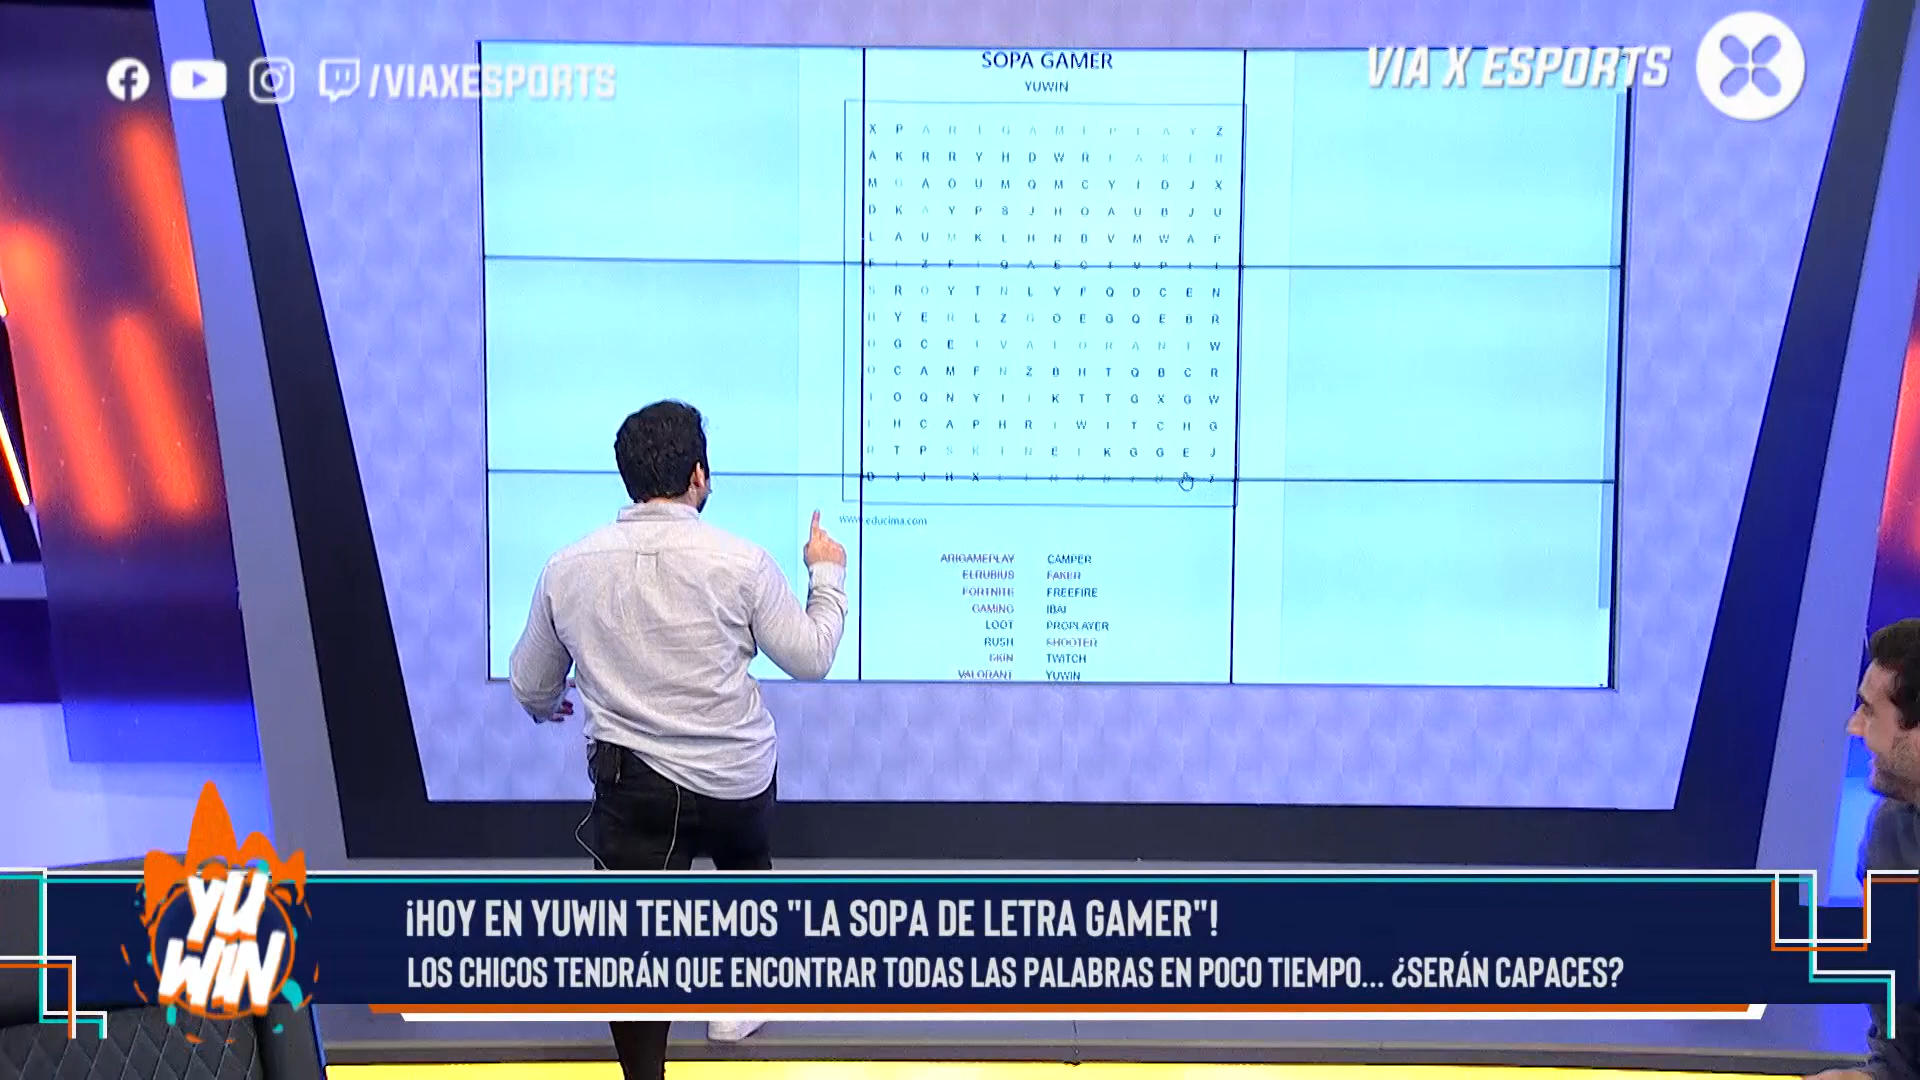 /VIAXESPORTS
VIA X ESPORTS
SOPA GAMER
YUWIN
X P A R I G A M E P L A Y Z
A K R R Y H D W R F A K E R
M G A O U M Q M C Y I D J X
D K A Y P S J H O A U B J U
L A U M K L H N B V M W A P
S R O Y T N L Y F Q D C E N
H Y E R L Z G O E G Q E B R
O G C E I V A L O R A N T W
O C A M F N Z B H T Q B C R
T O Q N Y I I K T T G X G W
E H C A P H R I W I T C H G
R T P S K I N E I K G G E J
www.educima.com
ARIGAMEPLAY CAMPER
ELRUBIUS FAKER
FORTNITE FREEFIRE
GAMING IBAI
LOOT PROPLAYER
RUSH SHOOTER
SKIN TWITCH
VALORANT YUWIN
YU
WIN
¡HOY EN YUWIN TENEMOS "LA SOPA DE LETRA GAMER"!
LOS CHICOS TENDRÁN QUE ENCONTRAR TODAS LAS PALABRAS EN POCO TIEMPO... ¿SERÁN CAPACES?